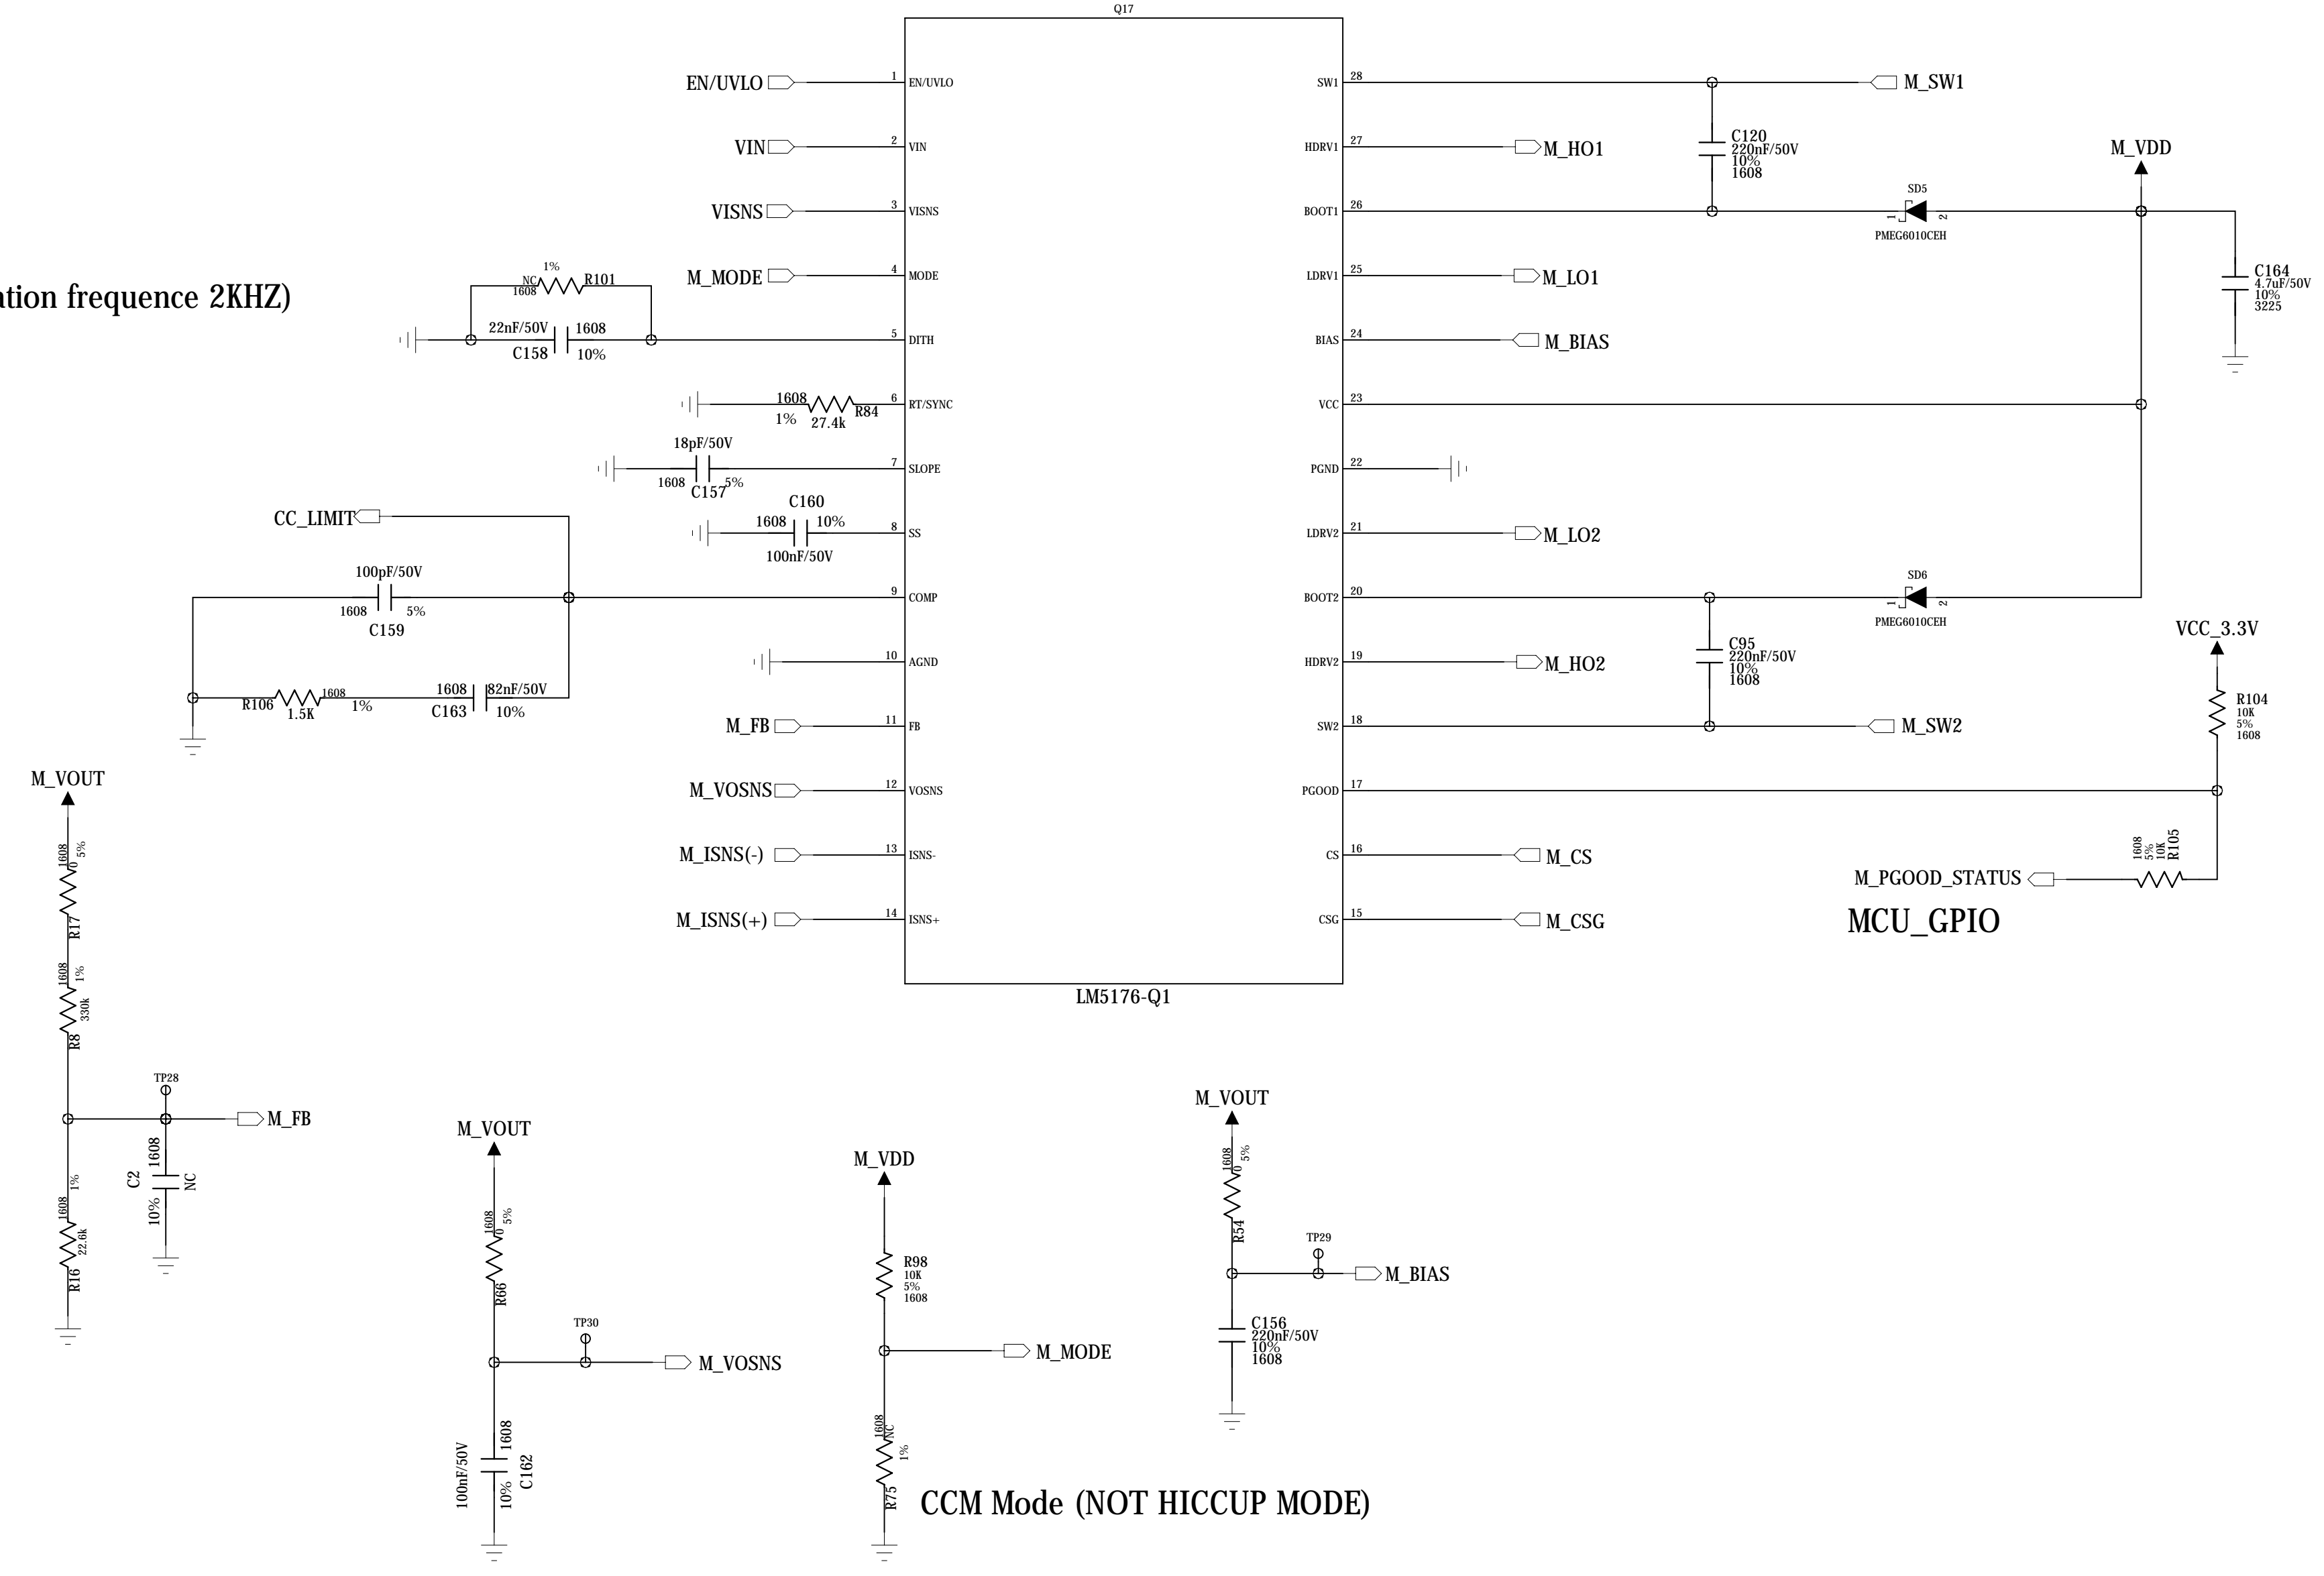 Q17
EN/UVLO
1
EN/UVLO
VIN
2
VIN
VISNS
3
VISNS
M_MODE
4
MODE
1%
NC
1608
R101
22nF/50V
1608
C158
10%
5
DITH
ation frequence 2KHZ)
1608
1%
27.4k
R84
6
RT/SYNC
18pF/50V
1608
C157
5%
7
SLOPE
C160
1608
10%
100nF/50V
8
SS
CC_LIMIT
100pF/50V
1608
5%
C159
9
COMP
10
AGND
R106
1.5K
1608
1%
1608
82nF/50V
C163
10%
M_FB
11
FB
M_VOSNS
12
VOSNS
M_ISNS(-)
13
ISNS-
M_ISNS(+)
14
ISNS+
SW1
28
M_SW1
HDRV1
27
M_HO1
C120
220nF/50V
10%
1608
BOOT1
26
SD5
1
2
PMEG6010CEH
M_VDD
C164
4.7uF/50V
10%
3225
LDRV1
25
M_LO1
BIAS
24
M_BIAS
VCC
23
PGND
22
LDRV2
21
M_LO2
BOOT2
20
SD6
1
2
PMEG6010CEH
HDRV2
19
M_HO2
C95
220nF/50V
10%
1608
SW2
18
M_SW2
VCC_3.3V
R104
10K
5%
1608
PGOOD
17
CS
16
M_CS
1608
5%
10K
R105
M_PGOOD_STATUS
MCU_GPIO
CSG
15
M_CSG
LM5176-Q1
M_VOUT
1608
0
5%
R17
1608
1%
330k
R8
TP28
M_FB
1608
C2
NC
10%
1608
1%
22.6k
R16
M_VOUT
1608
0
5%
R66
TP30
M_VOSNS
1608
100nF/50V
10%
C162
M_VDD
R98
10K
5%
1608
M_MODE
1608
NC
1%
R75
CCM Mode (NOT HICCUP MODE)
M_VOUT
1608
0
5%
R54
TP29
M_BIAS
C156
220nF/50V
10%
1608